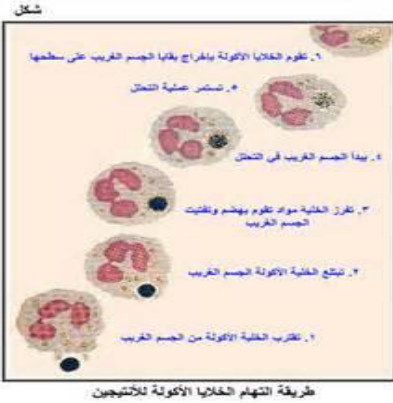 شكل
٦. تقوم الخلايا الأكولة بإخراج بقايا الجسم الغريب على سطحها
٥. تستمر عملية التحلل
٤. يبدأ الجسم الغريب في التحلل
٣. تفرز الخلية مواد تقوم بهضم وتفتيت
الجسم الغريب
٢. تبتلع الخلية الأكولة الجسم الغريب
١. تقترب الخلية الأكولة من الجسم الغريب
طريقة التهام الخلايا الأكولة للأنتيجين